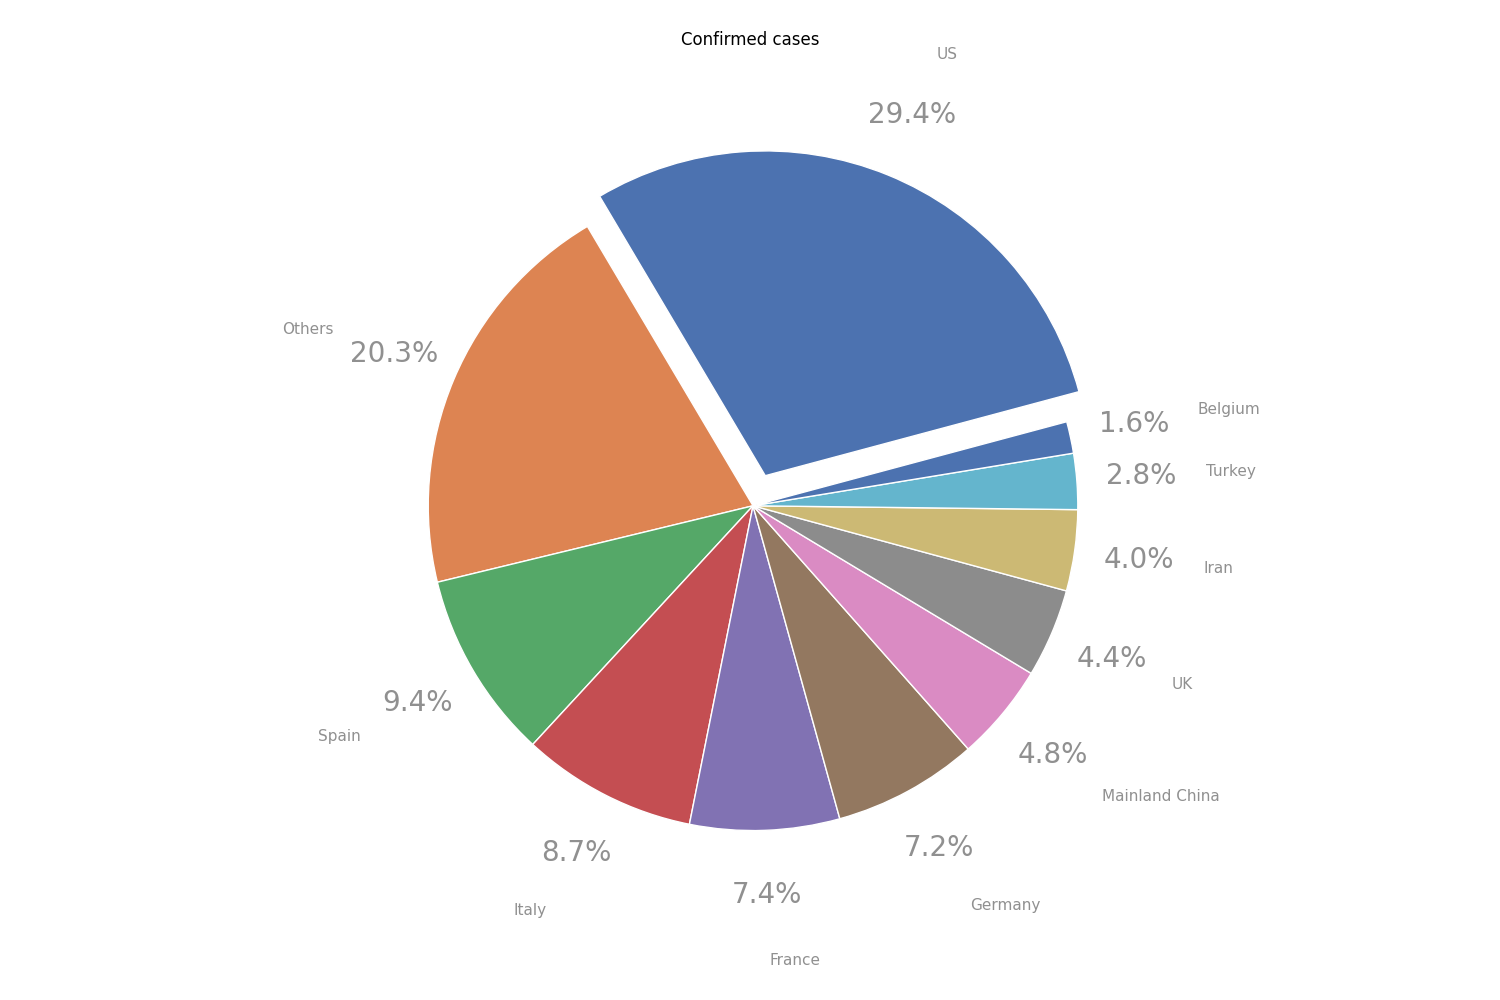 Confirmed cases
US
29.4%
Others
20.3%
Belgium
1.6%
Turkey
2.8%
Iran
4.0%
UK
4.4%
Mainland China
4.8%
Germany
7.2%
France
7.4%
Italy
8.7%
Spain
9.4%